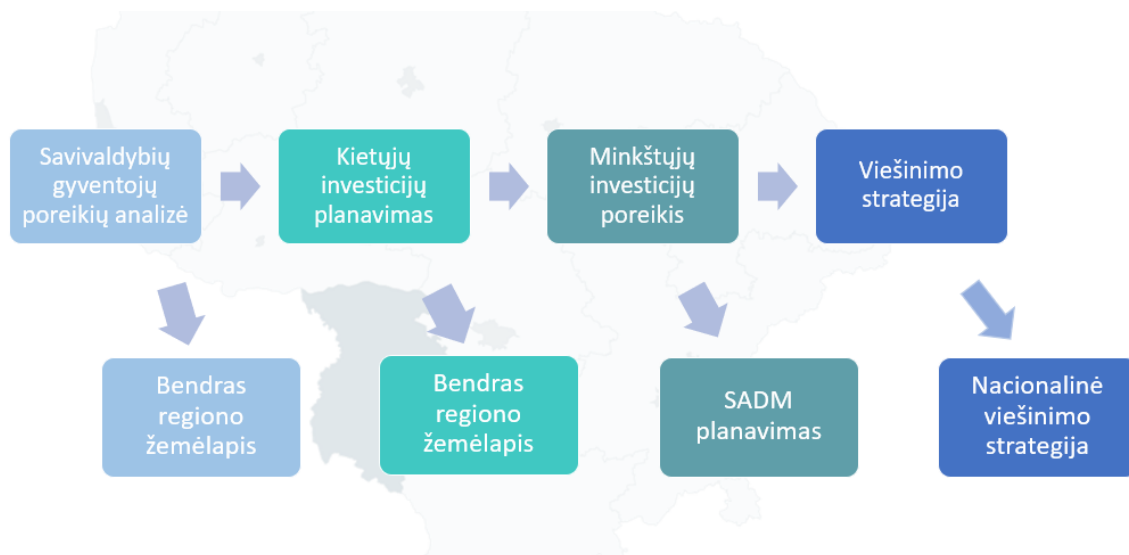 Savivaldybių
gyventojų
poreikių analizė
Kietųjų
investicijų
planavimas
Minkštųjų
investicijų
poreikis
Viešinimo
strategija
Bendras
regiono
žemėlapis
Bendras
regiono
žemėlapis
SADM
planavimas
Nacionalinė
viešinimo
strategija